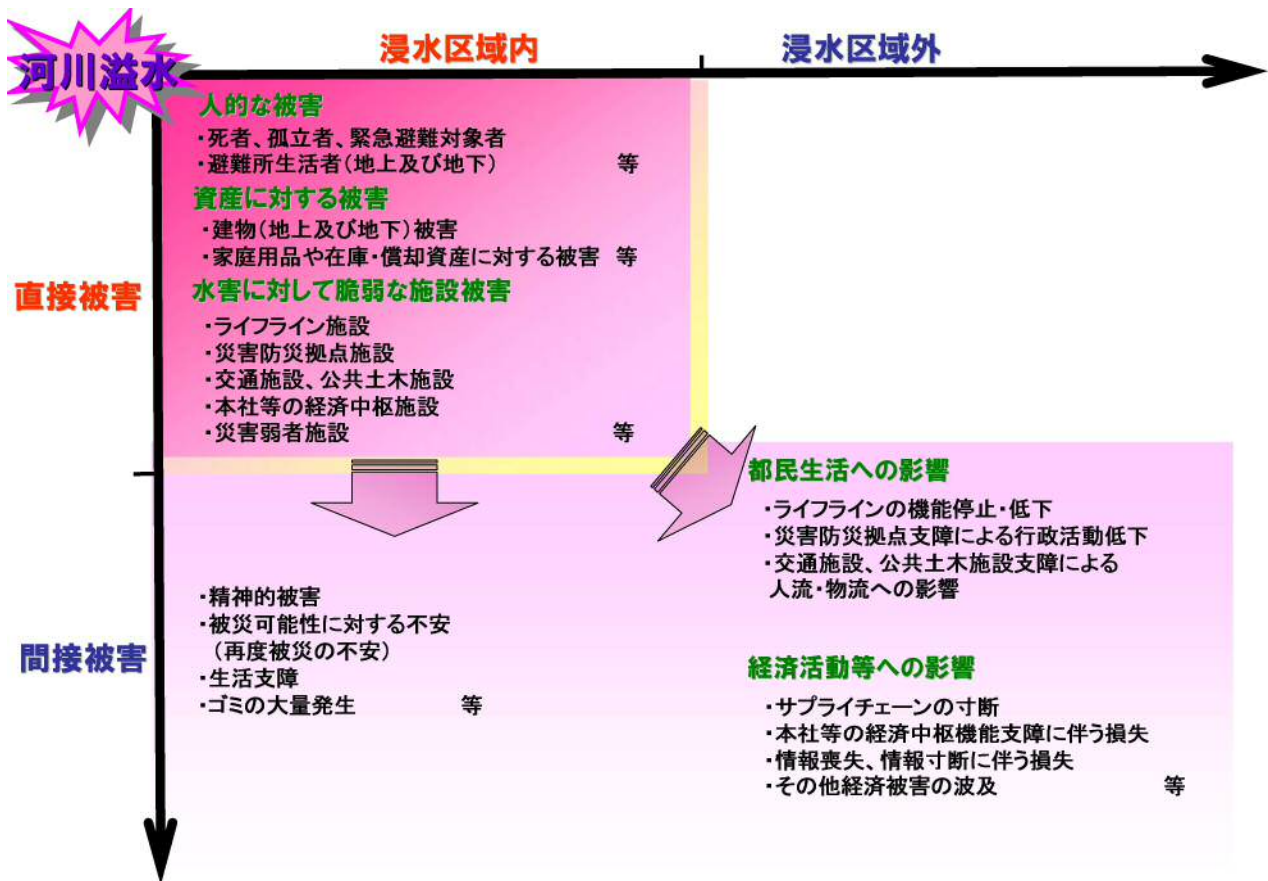 河川溢水
浸水区域内
浸水区域外
直接被害
人的な被害
・死者、孤立者、緊急避難対象者
・避難所生活者(地上及び地下) 等
資産に対する被害
・建物(地上及び地下)被害
・家庭用品や在庫・償却資産に対する被害 等
水害に対して脆弱な施設被害
・ライフライン施設
・災害防災拠点施設
・交通施設、公共土木施設
・本社等の経済中枢施設
・災害弱者施設 等
間接被害
・精神的被害
・被災可能性に対する不安
(再度被災の不安)
・生活支障
・ゴミの大量発生 等
都民生活への影響
・ライフラインの機能停止・低下
・災害防災拠点支障による行政活動低下
・交通施設、公共土木施設支障による
人流・物流への影響
経済活動等への影響
・サプライチェーンの寸断
・本社等の経済中枢機能支障に伴う損失
・情報喪失、情報寸断に伴う損失
・その他経済被害の波及 等